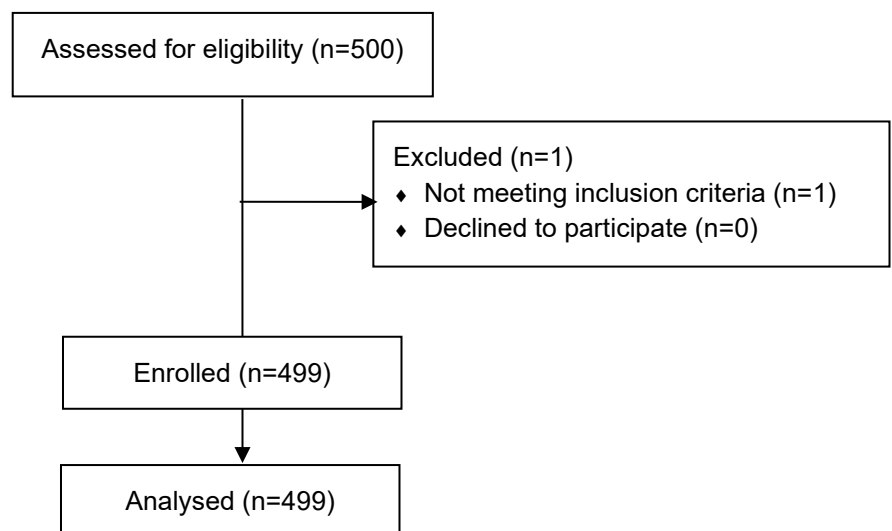 Assessed for eligibility (n=500)
Excluded (n=1)
♦ Not meeting inclusion criteria (n=1)
♦ Declined to participate (n=0)
Enrolled (n=499)
Analysed (n=499)